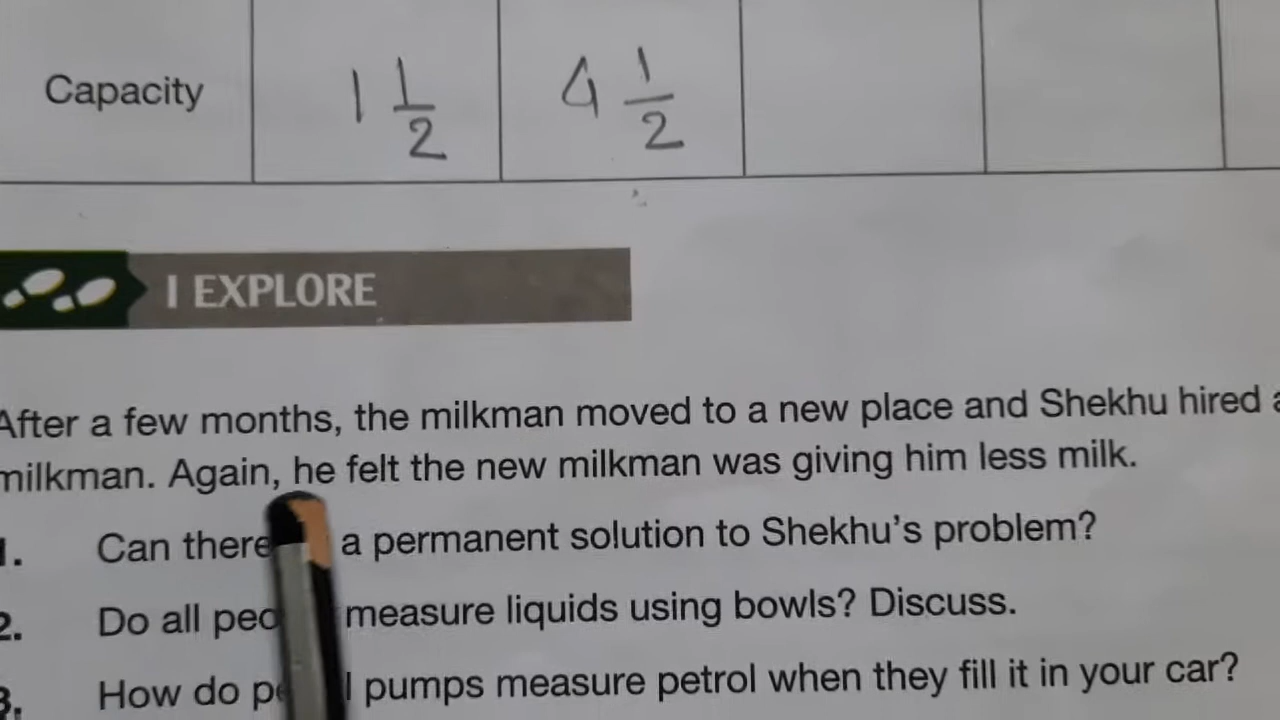 Capacity 1 1/2 4 1/2
I EXPLORE
After a few months, the milkman moved to a new place and Shekhu hired a
milkman. Again, he felt the new milkman was giving him less milk.
1. Can there a permanent solution to Shekhu's problem?
2. Do all measure liquids using bowls? Discuss.
3. How do pumps measure petrol when they fill it in your car?